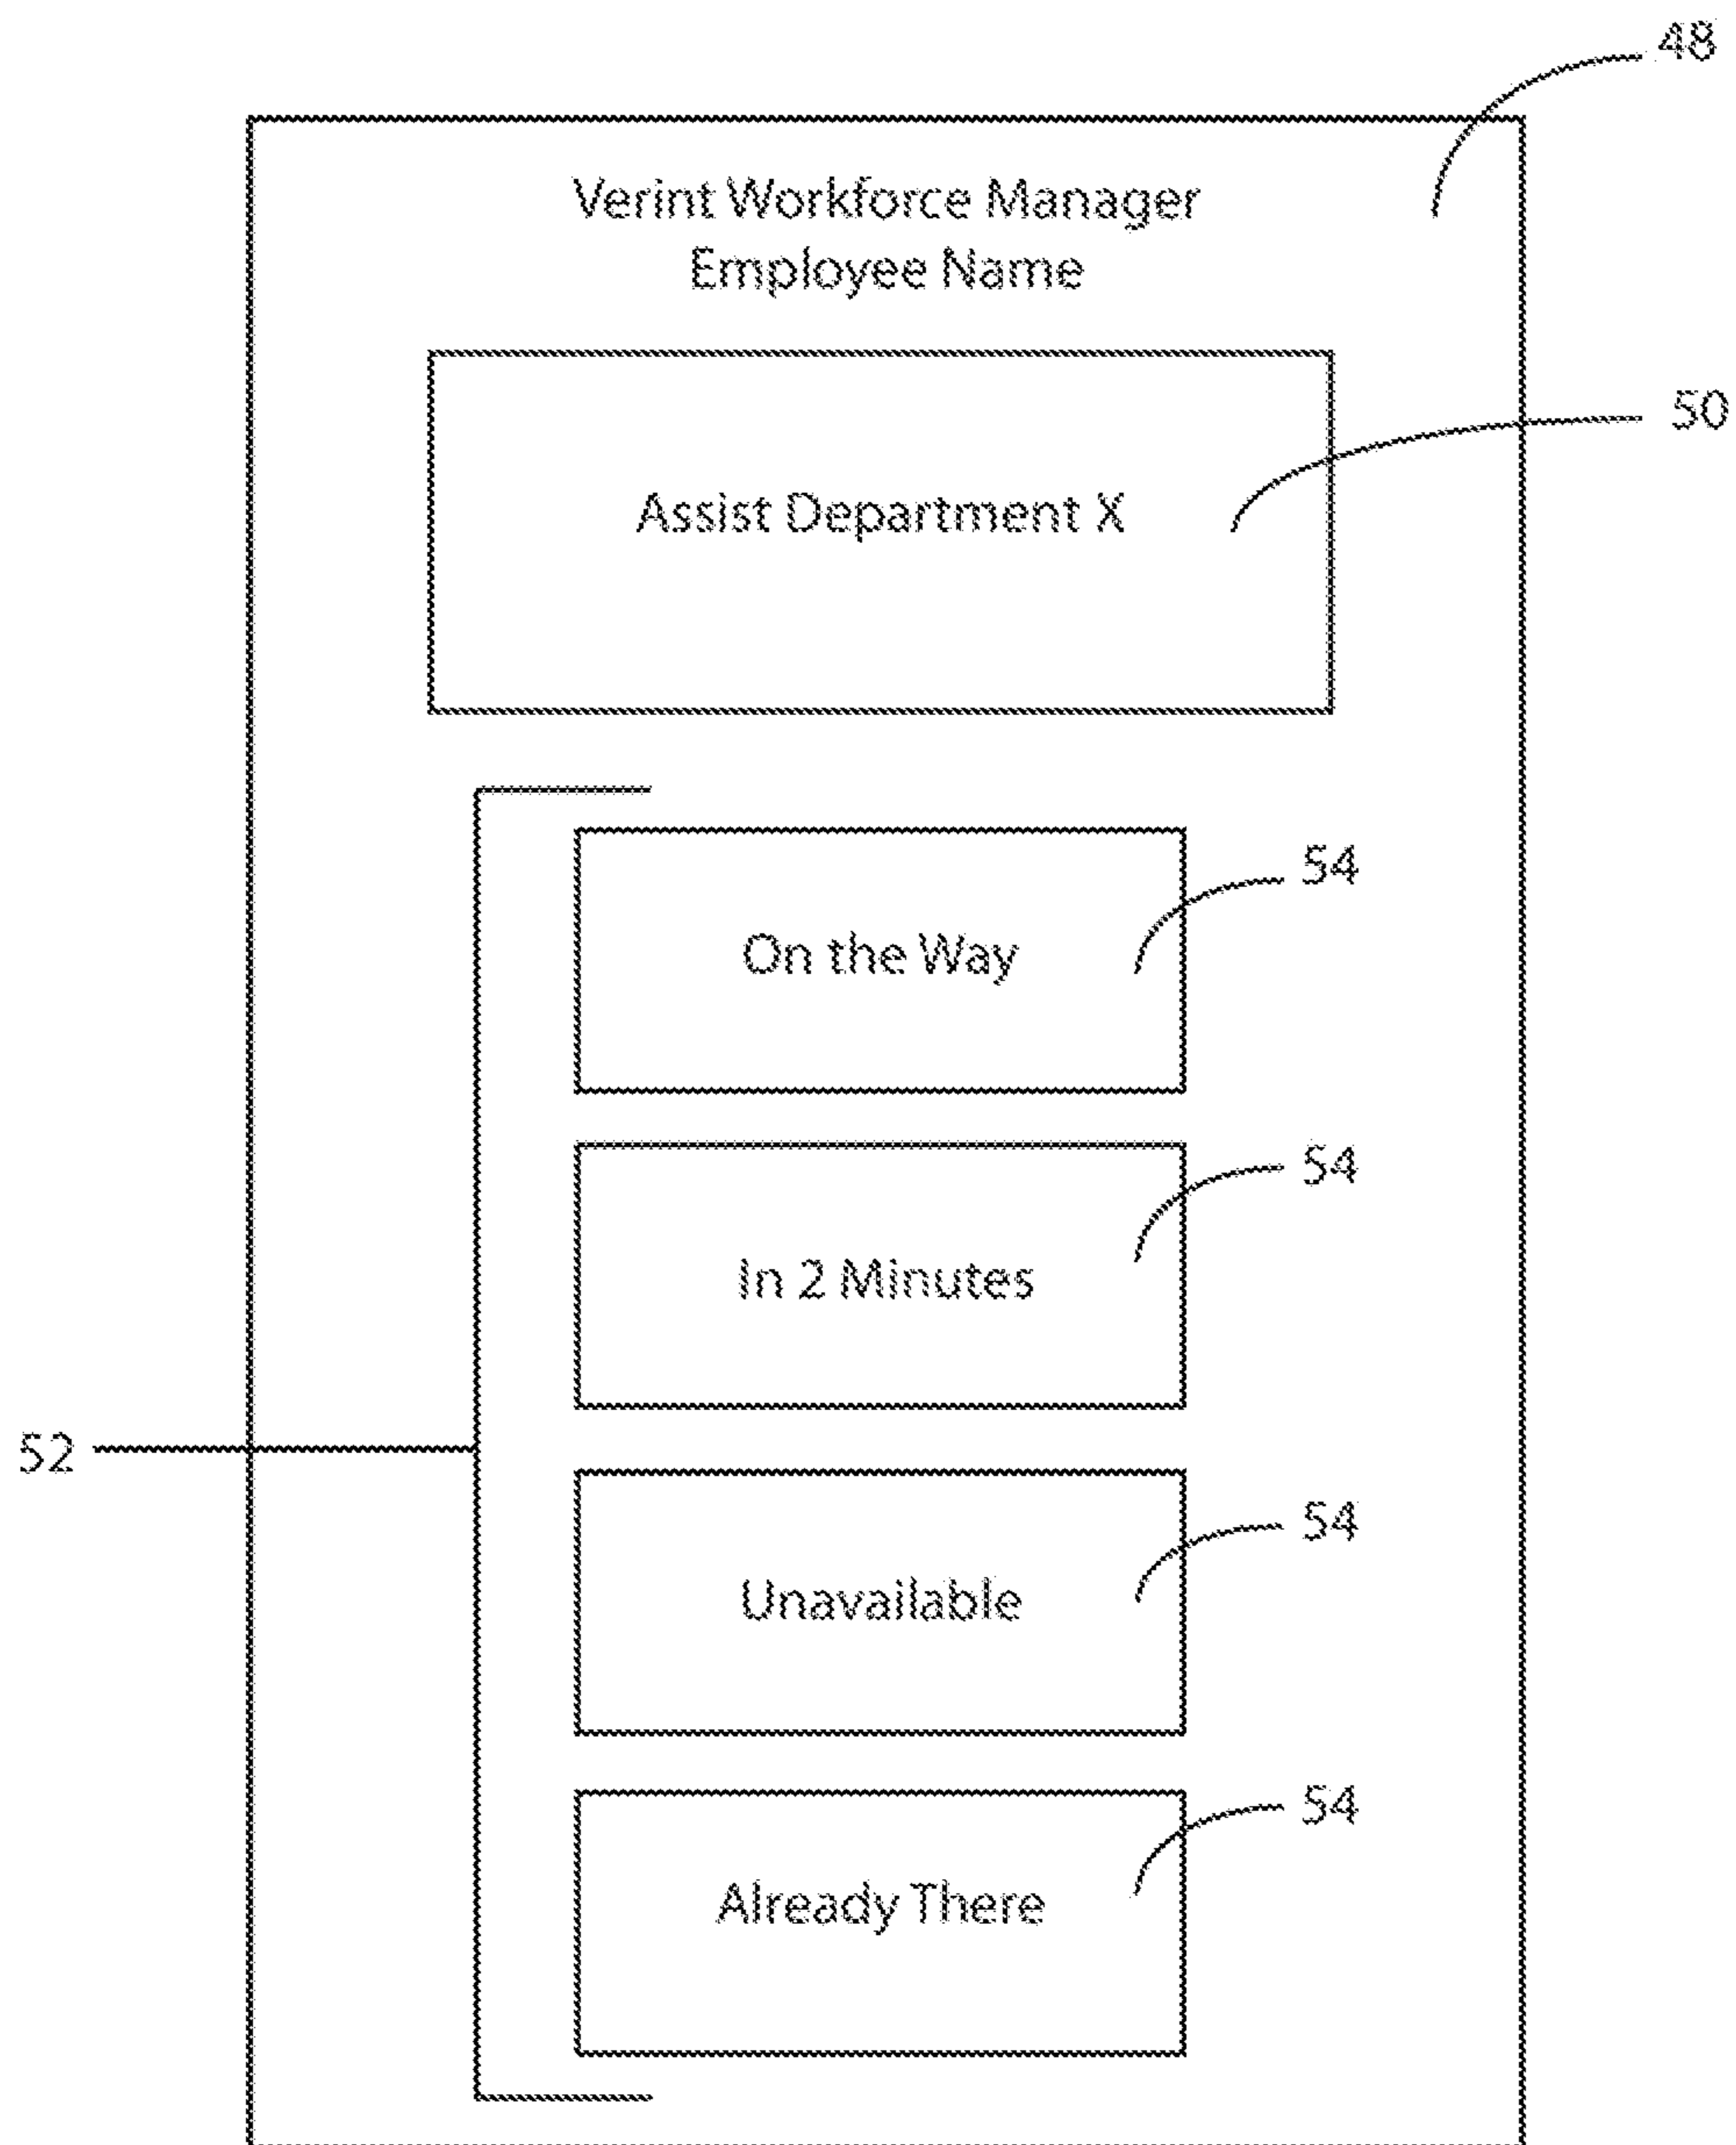 48
Verint Workforce Manager
Employee Name
50
Assist Department X
54
On the Way
54
In 2 Minutes
52
54
Unavailable
54
Already There